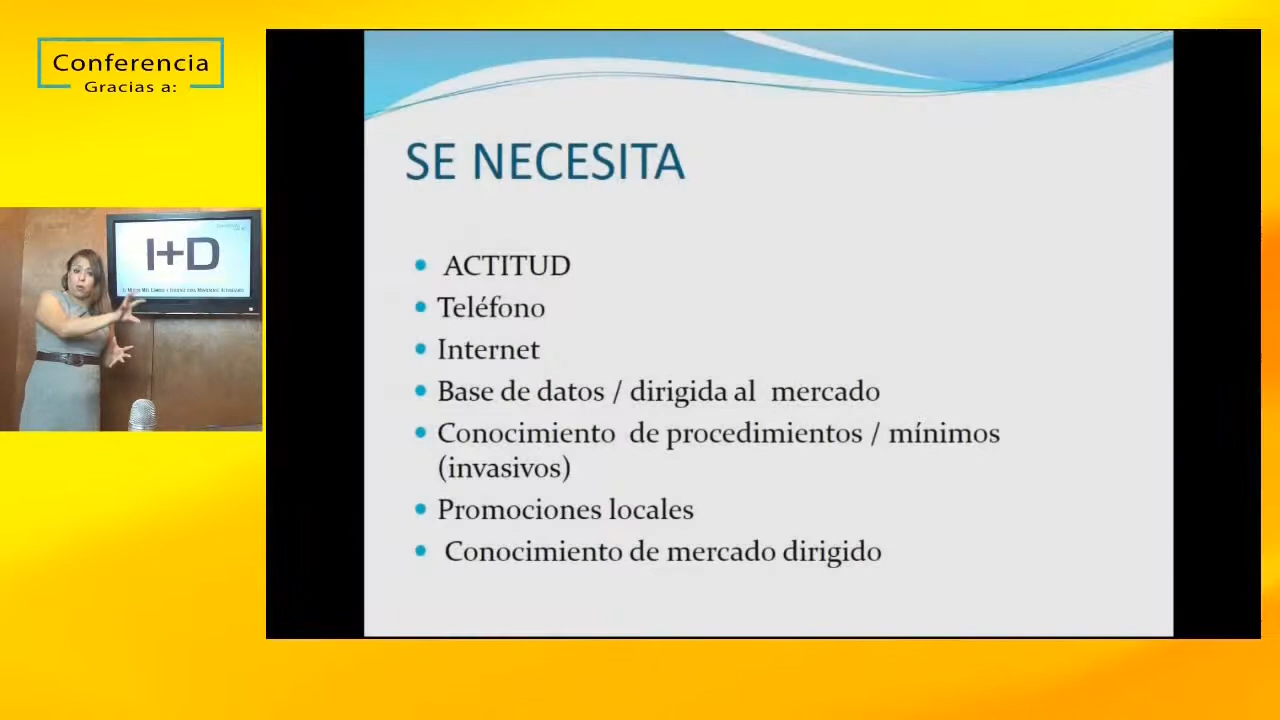 Conferencia
Gracias a:
I+D
SE NECESITA
• ACTITUD
• Teléfono
• Internet
• Base de datos / dirigida al mercado
• Conocimiento de procedimientos / mínimos
(invasivos)
• Promociones locales
• Conocimiento de mercado dirigido